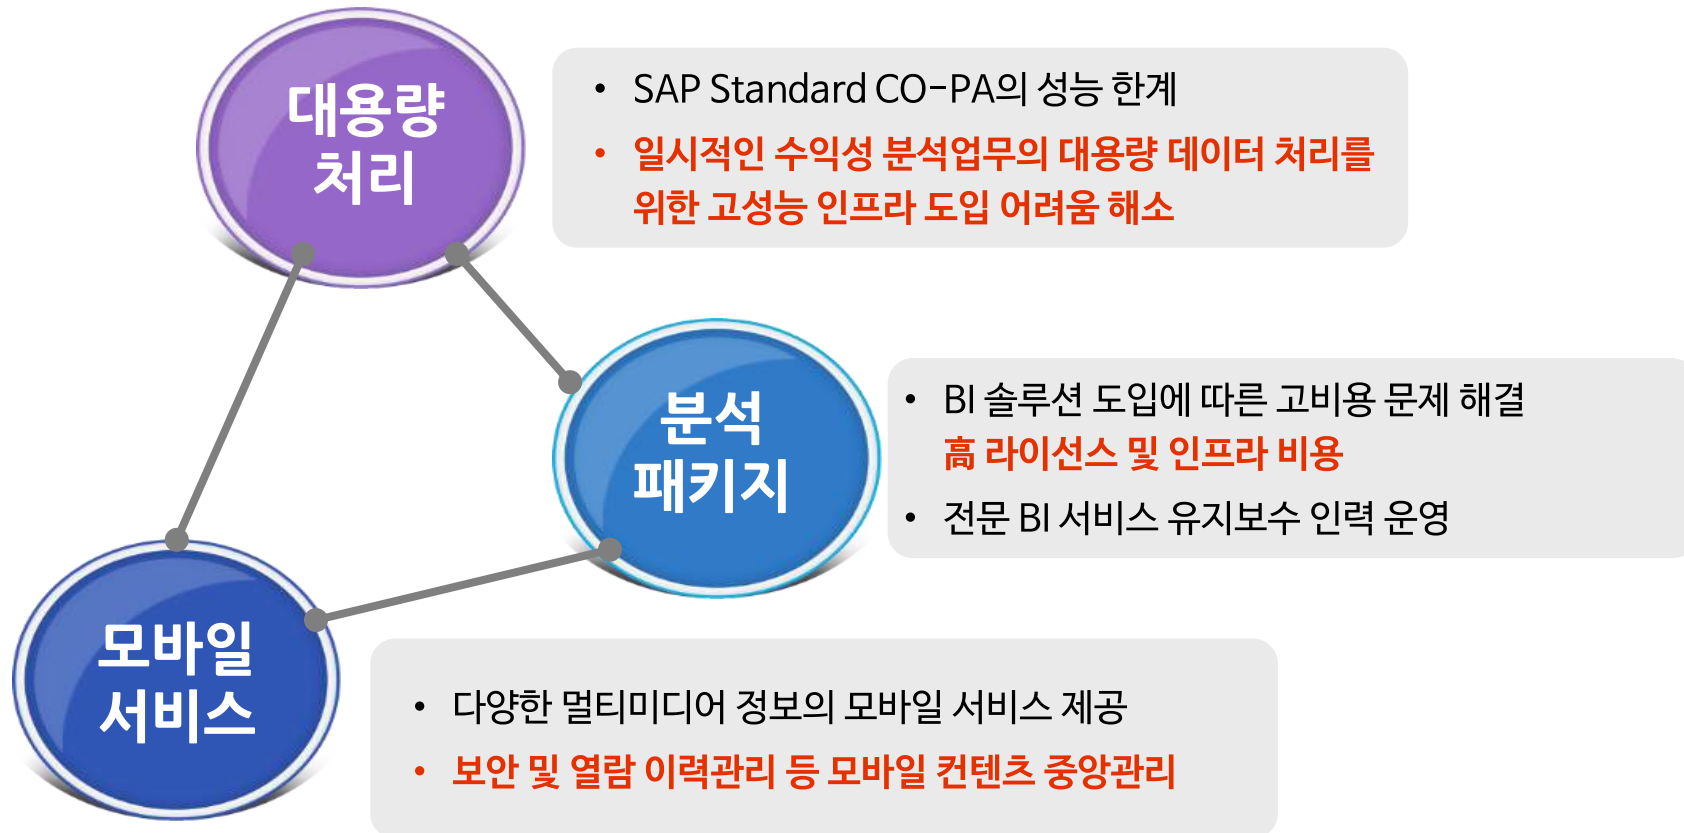 대용량
처리
• SAP Standard CO-PA의 성능 한계
• 일시적인 수익성 분석업무의 대용량 데이터 처리를
위한 고성능 인프라 도입 어려움 해소
분석
패키지
• BI 솔루션 도입에 따른 고비용 문제 해결
高 라이선스 및 인프라 비용
• 전문 BI 서비스 유지보수 인력 운영
모바일
서비스
• 다양한 멀티미디어 정보의 모바일 서비스 제공
• 보안 및 열람 이력관리 등 모바일 컨텐츠 중앙관리